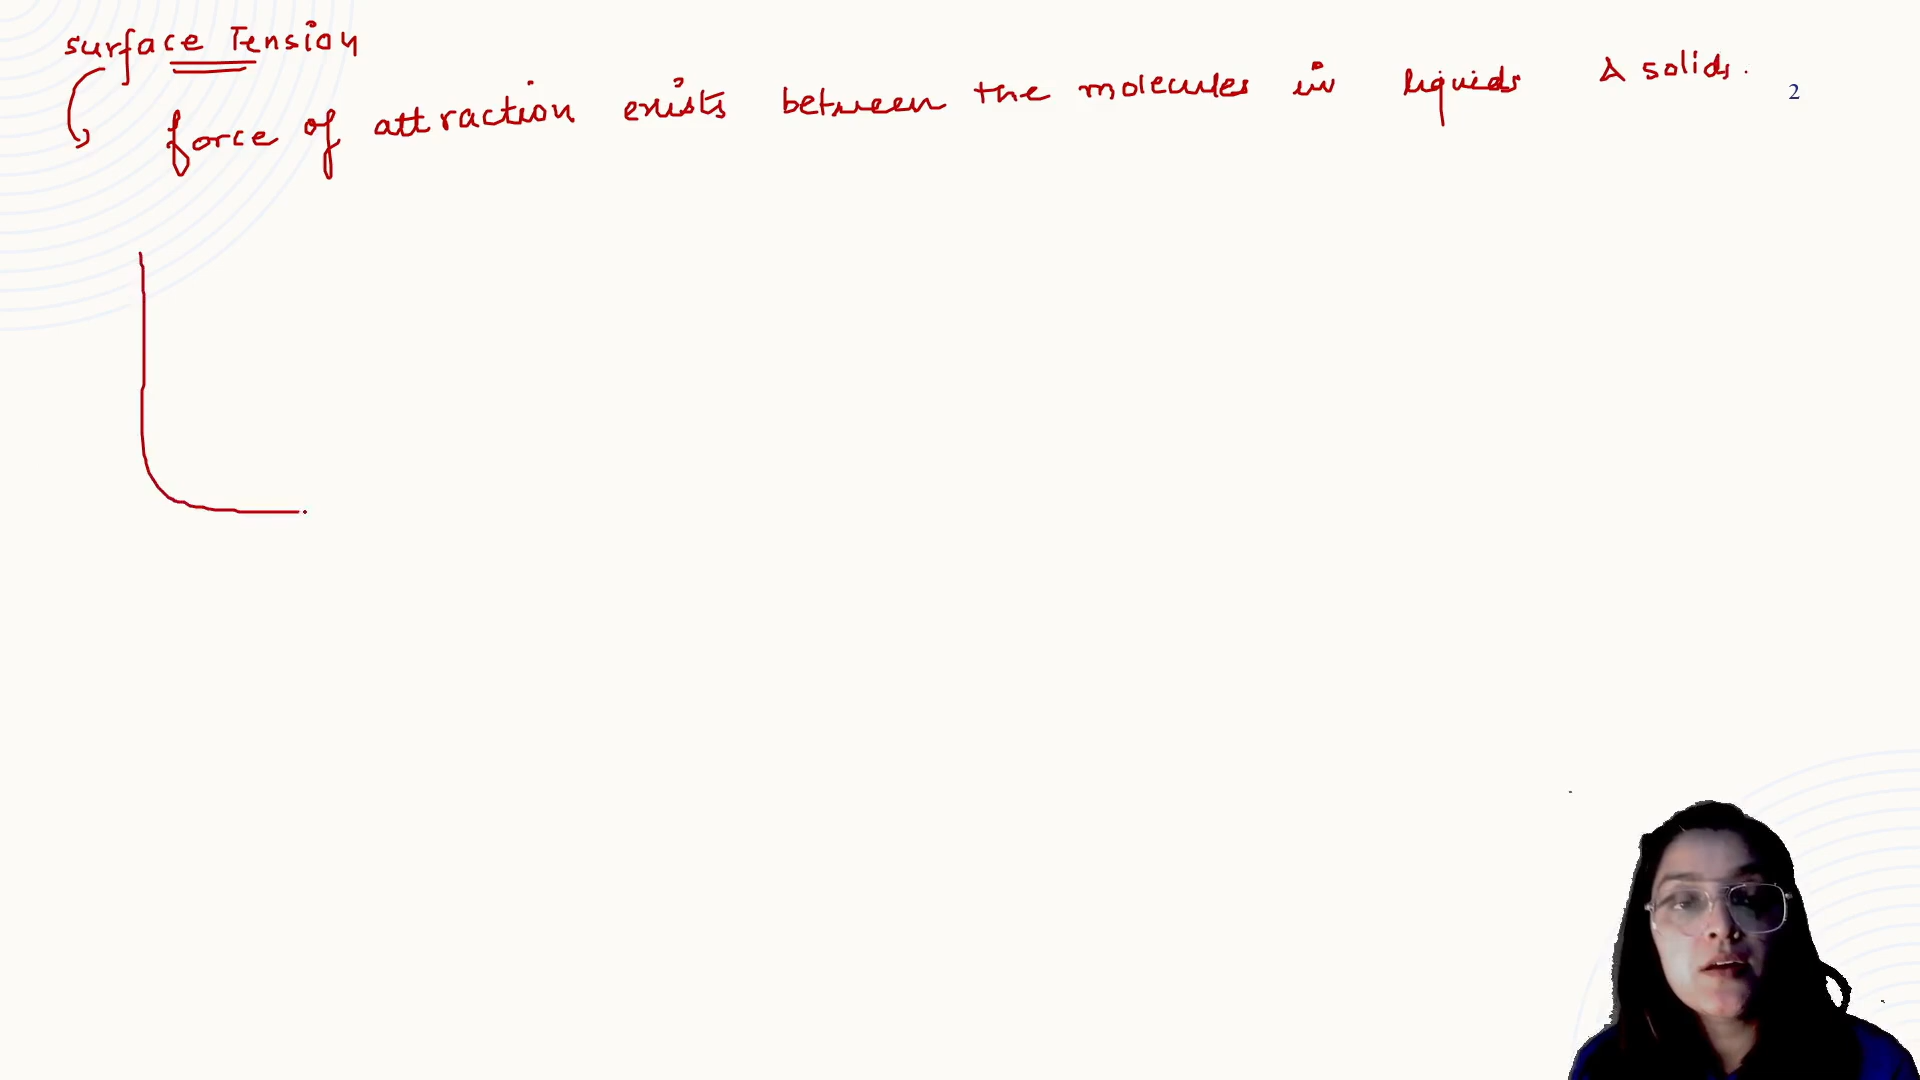 surface Tension
force of attraction exists between the molecules in liquids & solids.
2